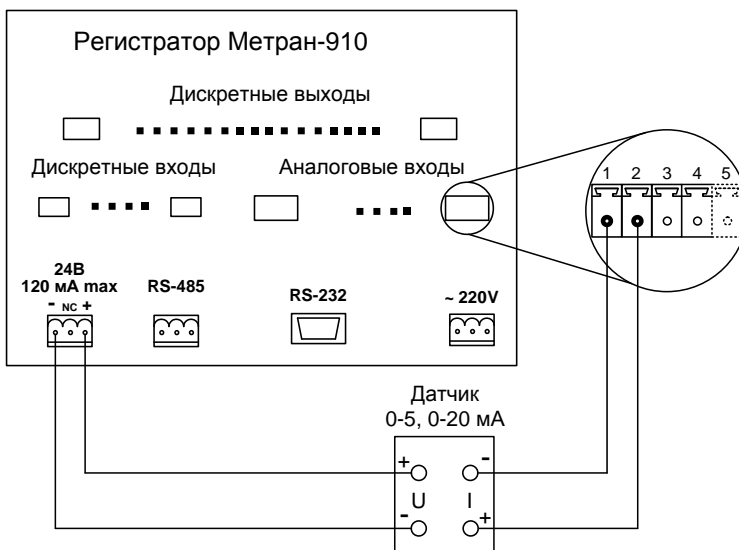 Регистратор Метран-910
Дискретные выходы
Дискретные входы
Аналоговые входы
1 2 3 4 5
24В
120 мА max
- NC +
RS-485
RS-232
~ 220V
Датчик
0-5, 0-20 мА
+ -
U I
- +